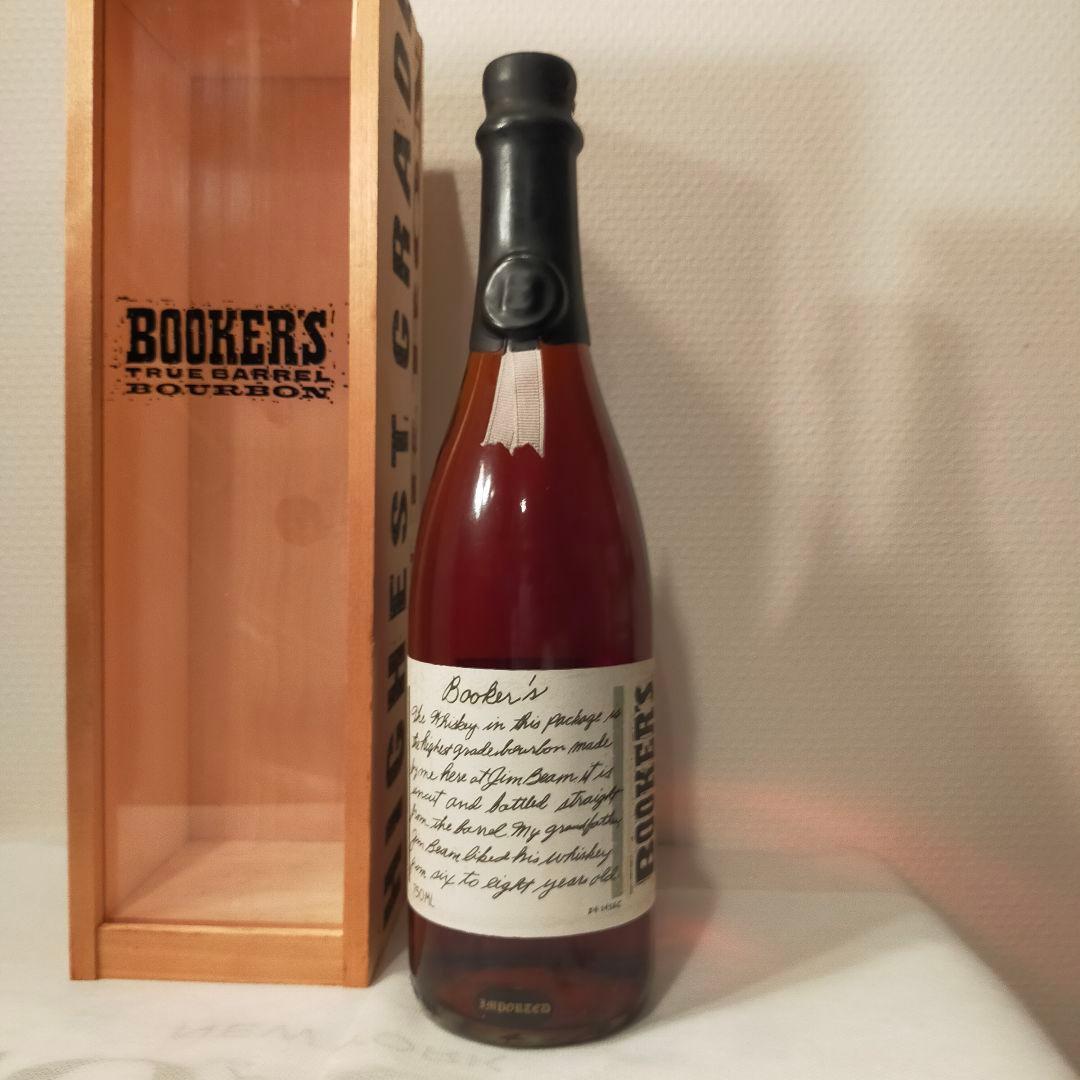 BOOKER'S
TRUE BARREL
BOURBON
HIGHEST GRADE
Booker's
The Whiskey in this package is
the highest grade bourbon made
by me here at Jim Beam. It is
uncut and bottled straight
from the barrel. My grandfather,
Jim Beam liked his whiskey
from six to eight years old.
750ML
BOOKER'S
IMPORTED
NEW YORK